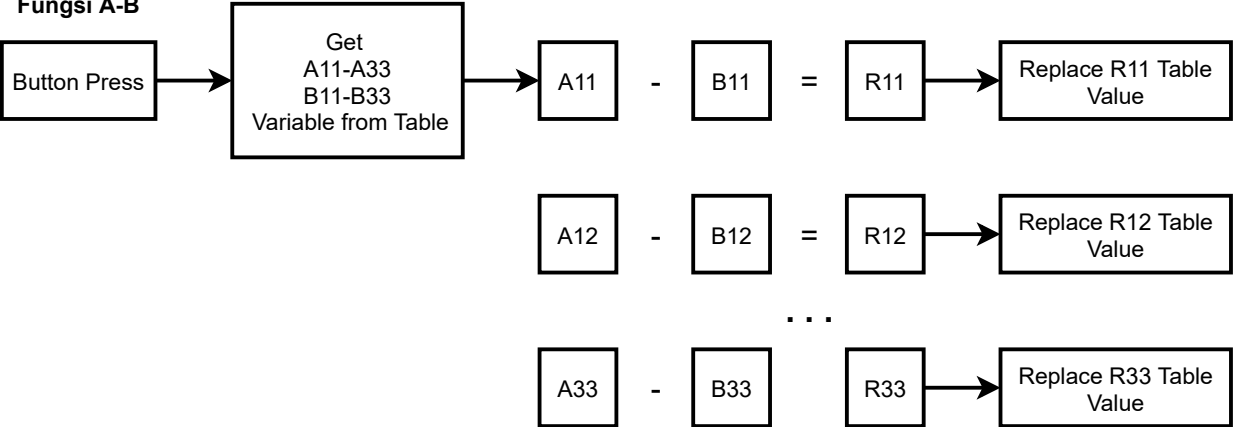 Fungsi A-B
Button Press
Get
A11-A33
B11-B33
Variable from Table
A11 - B11 = R11
Replace R11 Table
Value
A12 - B12 = R12
Replace R12 Table
Value
. . .
A33 - B33 R33
Replace R33 Table
Value